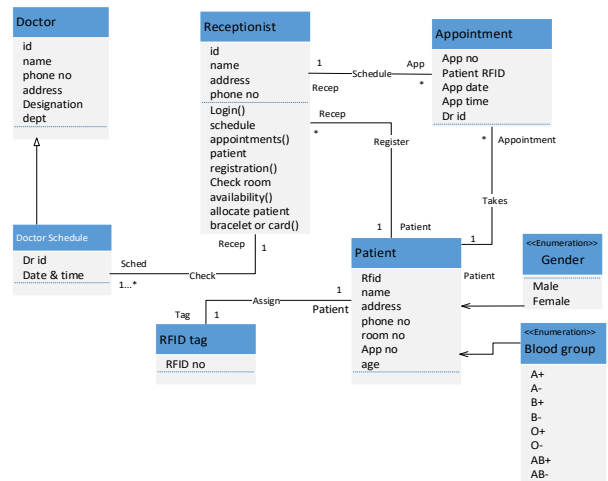 Doctor
id
name
phone no
address
Designation
dept
Receptionist
id
name
address
phone no
Login()
schedule
appointments()
patient
registration()
Check room
availability()
allocate patient
bracelet or card()
Appointment
App no
Patient RFID
App date
App time
Dr id
1
App
Schedule
Recep
*
Recep
*
Register
1
Patient
*
Appointment
Takes
1
Patient
Doctor Schedule
Dr id
Date & time
Sched
1...*
Check
Recep
1
Patient
Rfid
name
address
phone no
room no
App no
age
<<Enumeration>>
Gender
Male
Female
1
Assign
Patient
Tag
1
RFID tag
RFID no
<<Enumeration>>
Blood group
A+
A-
B+
B-
O+
O-
AB+
AB-